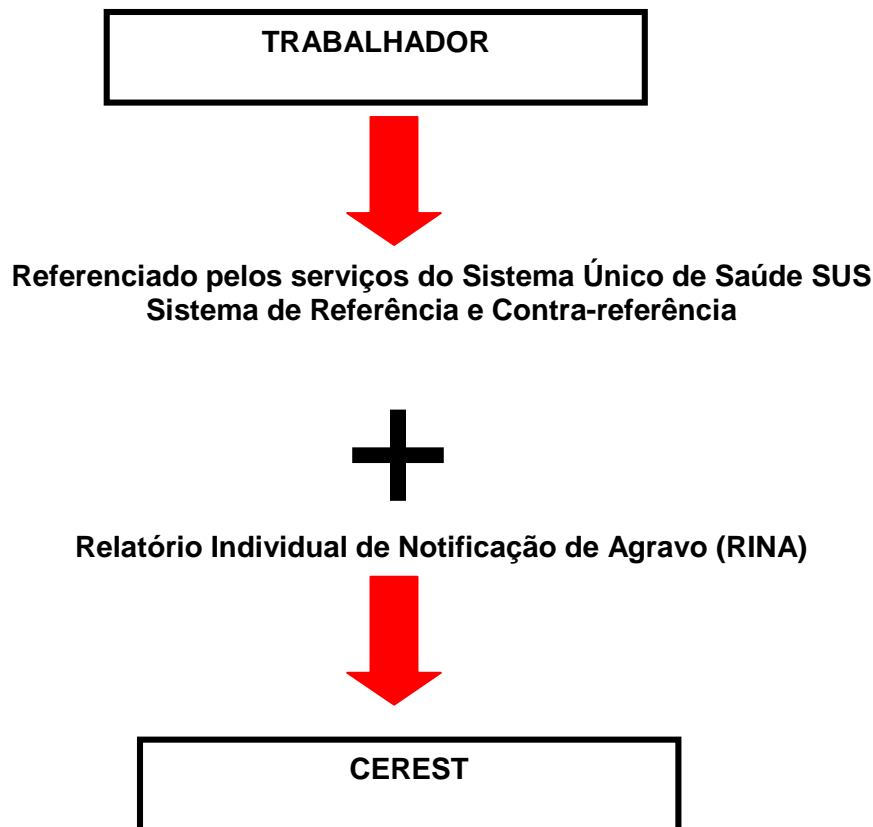 TRABALHADOR
Referenciado pelos serviços do Sistema Único de Saúde SUS
Sistema de Referência e Contra-referência
Relatório Individual de Notificação de Agravo (RINA)
CEREST